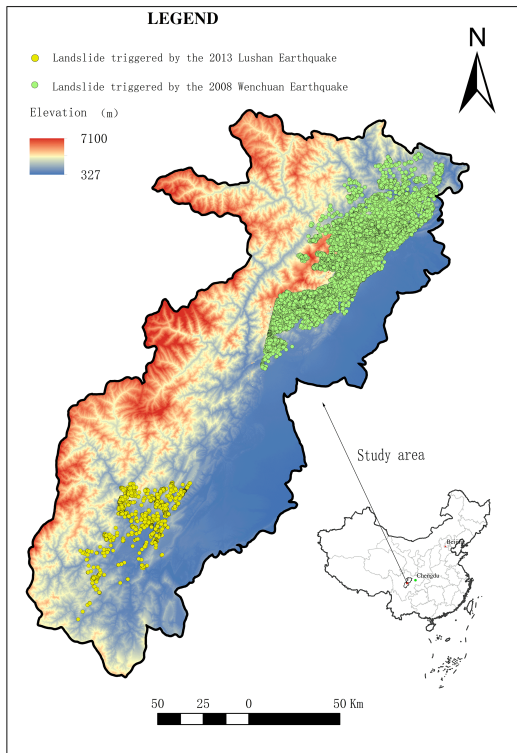 LEGEND
N
Landslide triggered by the 2013 Lushan Earthquake
Landslide triggered by the 2008 Wenchuan Earthquake
Elevation (m)
7100
327
Study area
Chengdu
50 25 0 50 Km